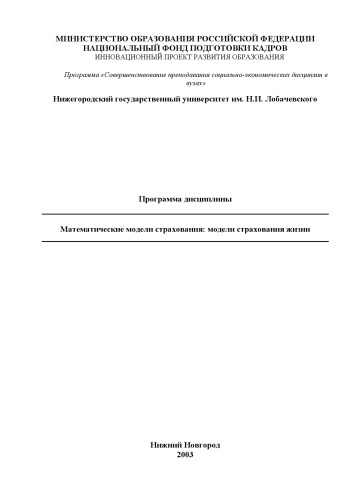 МИНИСТЕРСТВО ОБРАЗОВАНИЯ РОССИЙСКОЙ ФЕДЕРАЦИИ
НАЦИОНАЛЬНЫЙ ФОНД ПОДГОТОВКИ КАДРОВ
ИННОВАЦИОННЫЙ ПРОЕКТ РАЗВИТИЯ ОБРАЗОВАНИЯ
Программа «Совершенствование преподавания социально-экономических дисциплин в
вузах»
Нижегородский государственный университет им. Н.И. Лобачевского
Программа дисциплины
Математические модели страхования: модели страхования жизни
Нижний Новгород
2003